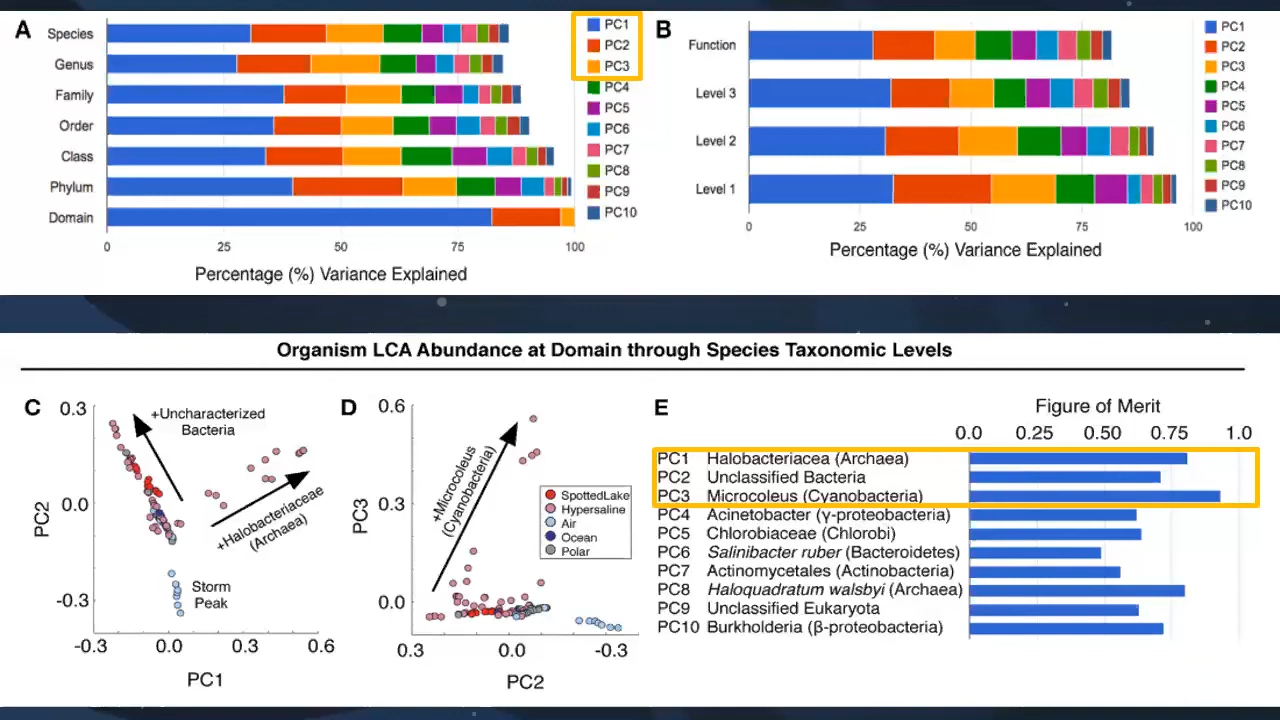 A
Species
Genus
Family
Order
Class
Phylum
Domain
0
25
50
75
100
Percentage (%) Variance Explained
PC1
PC2
PC3
PC4
PC5
PC6
PC7
PC8
PC9
PC10
B
Function
Level 3
Level 2
Level 1
0
25
50
75
100
Percentage (%) Variance Explained
PC1
PC2
PC3
PC4
PC5
PC6
PC7
PC8
PC9
PC10
Organism LCA Abundance at Domain through Species Taxonomic Levels
C
0.3
0.0
-0.3
PC2
+Uncharacterized
Bacteria
+Halobacteriaceae
(Archaea)
Storm
Peak
-0.3
0.0
0.3
0.6
PC1
D
0.6
0.3
0.0
PC3
+Microcoleus
(Cyanobacteria)
SpottedLake
Hypersaline
Air
Ocean
Polar
0.3
0.0
-0.3
PC2
E
Figure of Merit
0.0 0.25 0.50 0.75 1.0
PC1 Halobacteriacea (Archaea)
PC2 Unclassified Bacteria
PC3 Microcoleus (Cyanobacteria)
PC4 Acinetobacter (γ-proteobacteria)
PC5 Chlorobiaceae (Chlorobi)
PC6 Salinibacter ruber (Bacteroidetes)
PC7 Actinomycetales (Actinobacteria)
PC8 Haloquadratum walsbyi (Archaea)
PC9 Unclassified Eukaryota
PC10 Burkholderia (β-proteobacteria)